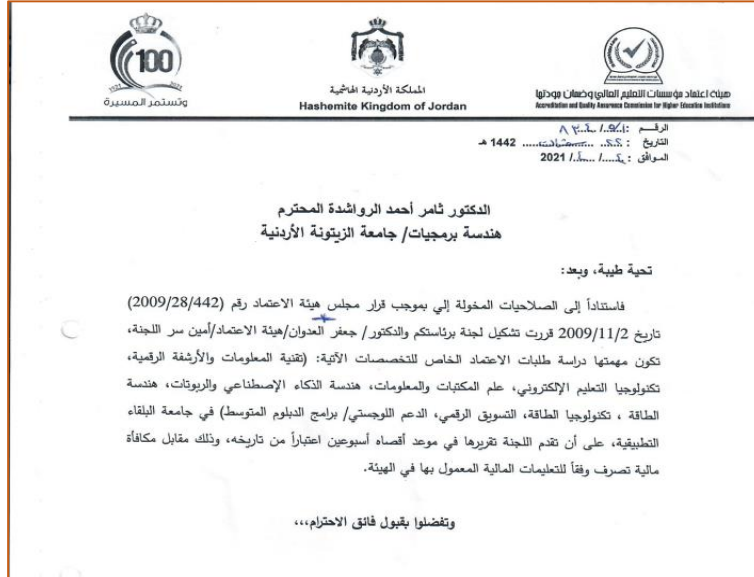 100
وتستمر المسيرة
المملكة الأردنية الهاشمية
Hashemite Kingdom of Jordan
هيئة اعتماد مؤسسات التعليم العالي وضمان جودتها
Accreditation and Quality Assurance Commission for Higher Education Institutions
الرقم :
التاريخ : 1442 هـ
الموافق : 2021
الدكتور ثامر أحمد الرواشدة المحترم
هندسة برمجيات/ جامعة الزيتونة الأردنية
تحية طيبة، وبعد:
فاستناداً إلى الصلاحيات المخولة إلي بموجب قرار مجلس هيئة الاعتماد رقم (2009/28/442)
تاريخ 2009/11/2 قررت تشكيل لجنة برئاستكم والدكتور/ جعفر العدوان/هيئة الاعتماد/أمين سر اللجنة،
تكون مهمتها دراسة طلبات الاعتماد الخاص للتخصصات الآتية: (تقنية المعلومات والأرشفة الرقمية،
تكنولوجيا التعليم الإلكتروني، علم المكتبات والمعلومات، هندسة الذكاء الإصطناعي والربوتات، هندسة
الطاقة ، تكنولوجيا الطاقة، التسويق الرقمي، الدعم اللوجستي/ برامج الدبلوم المتوسط) في جامعة البلقاء
التطبيقية، على أن تقدم اللجنة تقريرها في موعد أقصاه أسبوعين اعتباراً من تاريخه، وذلك مقابل مكافأة
مالية تصرف وفقاً للتعليمات المالية المعمول بها في الهيئة.
وتفضلوا بقبول فائق الاحترام،،،